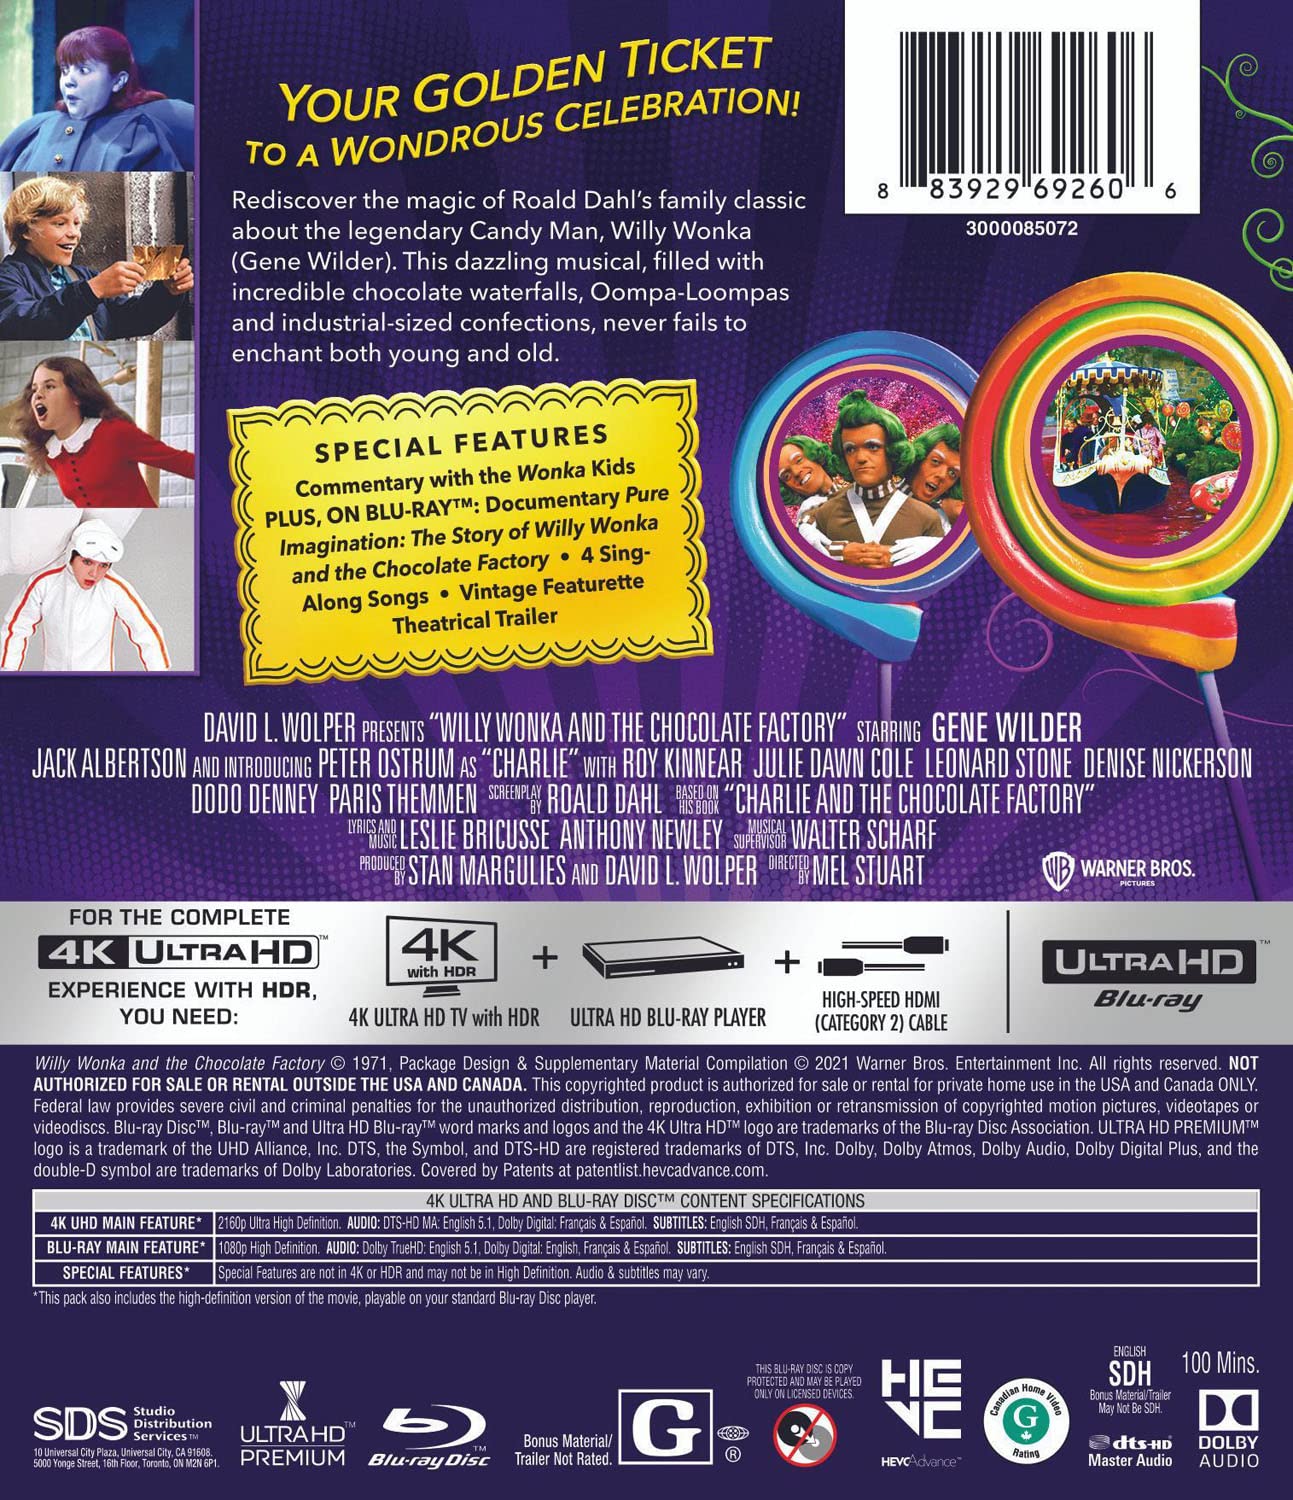 YOUR GOLDEN TICKET
TO A WONDROUS CELEBRATION!
8 83929 69260 6
3000085072
Rediscover the magic of Roald Dahl's family classic
about the legendary Candy Man, Willy Wonka
(Gene Wilder). This dazzling musical, filled with
incredible chocolate waterfalls, Oompa-Loompas
and industrial-sized confections, never fails to
enchant both young and old.
SPECIAL FEATURES
Commentary with the Wonka Kids
PLUS, ON BLU-RAY™: Documentary Pure
Imagination: The Story of Willy Wonka
and the Chocolate Factory • 4 Sing-
Along Songs • Vintage Featurette
Theatrical Trailer
DAVID L. WOLPER PRESENTS "WILLY WONKA AND THE CHOCOLATE FACTORY" STARRING GENE WILDER
JACK ALBERTSON AND INTRODUCING PETER OSTRUM AS "CHARLIE" WITH ROY KINNEAR JULIE DAWN COLE LEONARD STONE DENISE NICKERSON
DODO DENNEY PARIS THEMMEN SCREENPLAY BY ROALD DAHL BASED ON HIS BOOK "CHARLIE AND THE CHOCOLATE FACTORY"
LYRICS AND MUSIC LESLIE BRICUSSE ANTHONY NEWLEY MUSICAL SUPERVISOR WALTER SCHARF
PRODUCED BY STAN MARGULIES AND DAVID L. WOLPER DIRECTED BY MEL STUART
WB WARNER BROS.
PICTURES
FOR THE COMPLETE
4K ULTRA HD™
EXPERIENCE WITH HDR,
YOU NEED:
4K
with HDR
4K ULTRA HD TV with HDR
+
ULTRA HD BLU-RAY PLAYER
+
HIGH-SPEED HDMI
(CATEGORY 2) CABLE
ULTRA HD™
Blu-ray
Willy Wonka and the Chocolate Factory © 1971, Package Design & Supplementary Material Compilation © 2021 Warner Bros. Entertainment Inc. All rights reserved. NOT
AUTHORIZED FOR SALE OR RENTAL OUTSIDE THE USA AND CANADA. This copyrighted product is authorized for sale or rental for private home use in the USA and Canada ONLY.
Federal law provides severe civil and criminal penalties for the unauthorized distribution, reproduction, exhibition or retransmission of copyrighted motion pictures, videotapes or
videodiscs. Blu-ray Disc™, Blu-ray™ and Ultra HD Blu-ray™ word marks and logos and the 4K Ultra HD™ logo are trademarks of the Blu-ray Disc Association. ULTRA HD PREMIUM™
logo is a trademark of the UHD Alliance, Inc. DTS, the Symbol, and DTS-HD are registered trademarks of DTS, Inc. Dolby, Dolby Atmos, Dolby Audio, Dolby Digital Plus, and the
double-D symbol are trademarks of Dolby Laboratories. Covered by Patents at patentlist.hevcadvance.com.
4K ULTRA HD AND BLU-RAY DISC™ CONTENT SPECIFICATIONS
4K UHD MAIN FEATURE* 2160p Ultra High Definition. AUDIO: DTS-HD MA: English 5.1, Dolby Digital: Français & Español. SUBTITLES: English SDH, Français & Español.
BLU-RAY MAIN FEATURE* 1080p High Definition. AUDIO: Dolby TrueHD: English 5.1, Dolby Digital: English, Français & Español. SUBTITLES: English SDH, Français & Español.
SPECIAL FEATURES* Special Features are not in 4K or HDR and may not be in High Definition. Audio & subtitles may vary.
*This pack also includes the high-definition version of the movie, playable on your standard Blu-ray Disc player.
SDS Studio
Distribution
Services™
10 Universal City Plaza, Universal City, CA 91608.
5000 Yonge Street, 16th Floor, Toronto, ON M2N 6P1.
ULTRA HD™
PREMIUM
Blu-ray Disc™
Bonus Material/
Trailer Not Rated.
G
®
THIS BLU-RAY DISC IS COPY
PROTECTED AND MAY BE PLAYED
ONLY ON LICENSED DEVICES.
HEVC
HEVCAdvance™
Canadian Home Video
G
Rating
ENGLISH
SDH
Bonus Material/Trailer
May Not Be SDH.
dts-HD
Master Audio
100 Mins.
DOLBY
AUDIO